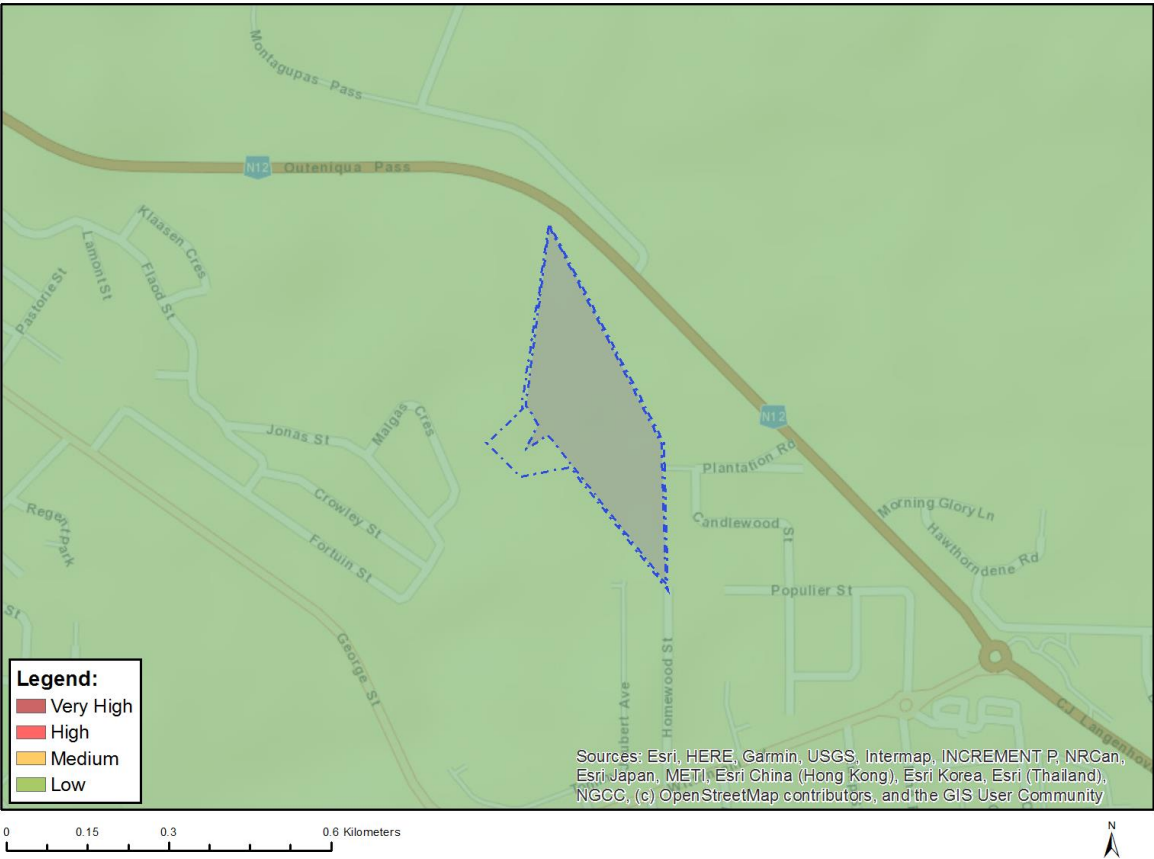 Montagupas Pass
N12
Outeniqua Pass
Klaasen Cres
Lamont St
Flaod St
Pastorie St
Malgas Cres
Jonas St
N12
Plantation Rd
Crowley St
Candlewood St
Morning Glory Ln
Regent Park
Fortuin St
Hawthorndene Rd
Populier St
St
George St
Homewood St
Joubert Ave
CJ Langenhov
Legend:
Very High
High
Medium
Low
Sources: Esri, HERE, Garmin, USGS, Intermap, INCREMENT P, NRCan,
Esri Japan, METI, Esri China (Hong Kong), Esri Korea, Esri (Thailand),
NGCC, (c) OpenStreetMap contributors, and the GIS User Community
0 0.15 0.3 0.6 Kilometers
N